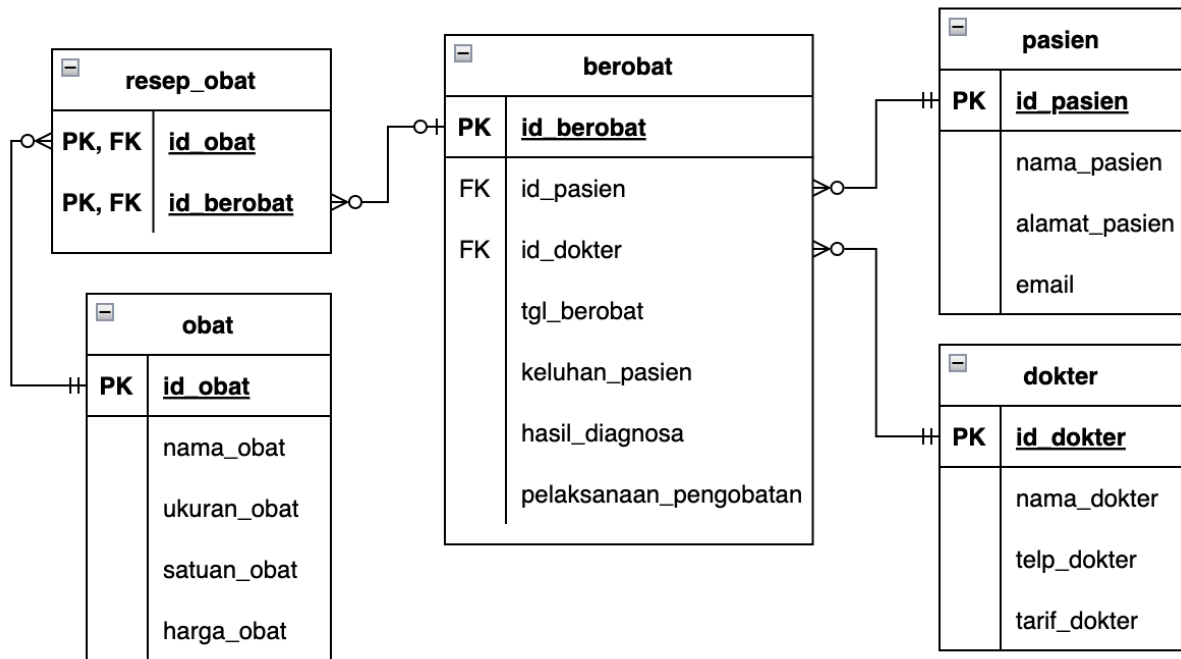 resep_obat
PK, FK id_obat
PK, FK id_berobat
obat
PK id_obat
nama_obat
ukuran_obat
satuan_obat
harga_obat
berobat
PK id_berobat
FK id_pasien
FK id_dokter
tgl_berobat
keluhan_pasien
hasil_diagnosa
pelaksanaan_pengobatan
pasien
PK id_pasien
nama_pasien
alamat_pasien
email
dokter
PK id_dokter
nama_dokter
telp_dokter
tarif_dokter